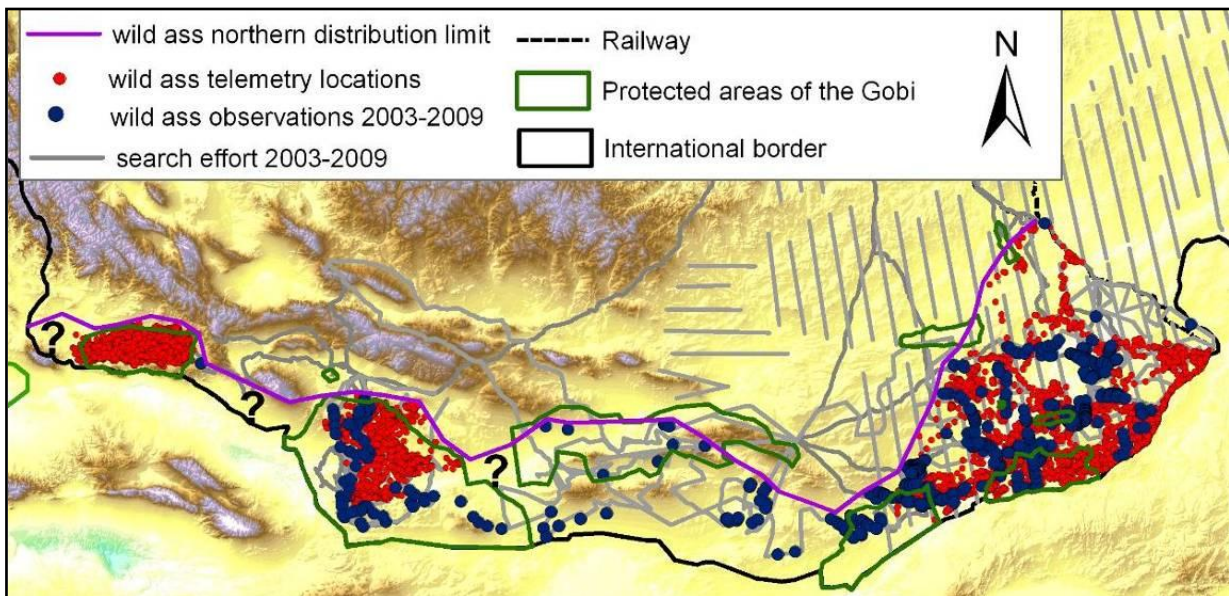 wild ass northern distribution limit
wild ass telemetry locations
wild ass observations 2003-2009
search effort 2003-2009
Railway
Protected areas of the Gobi
International border
N
?
?
?